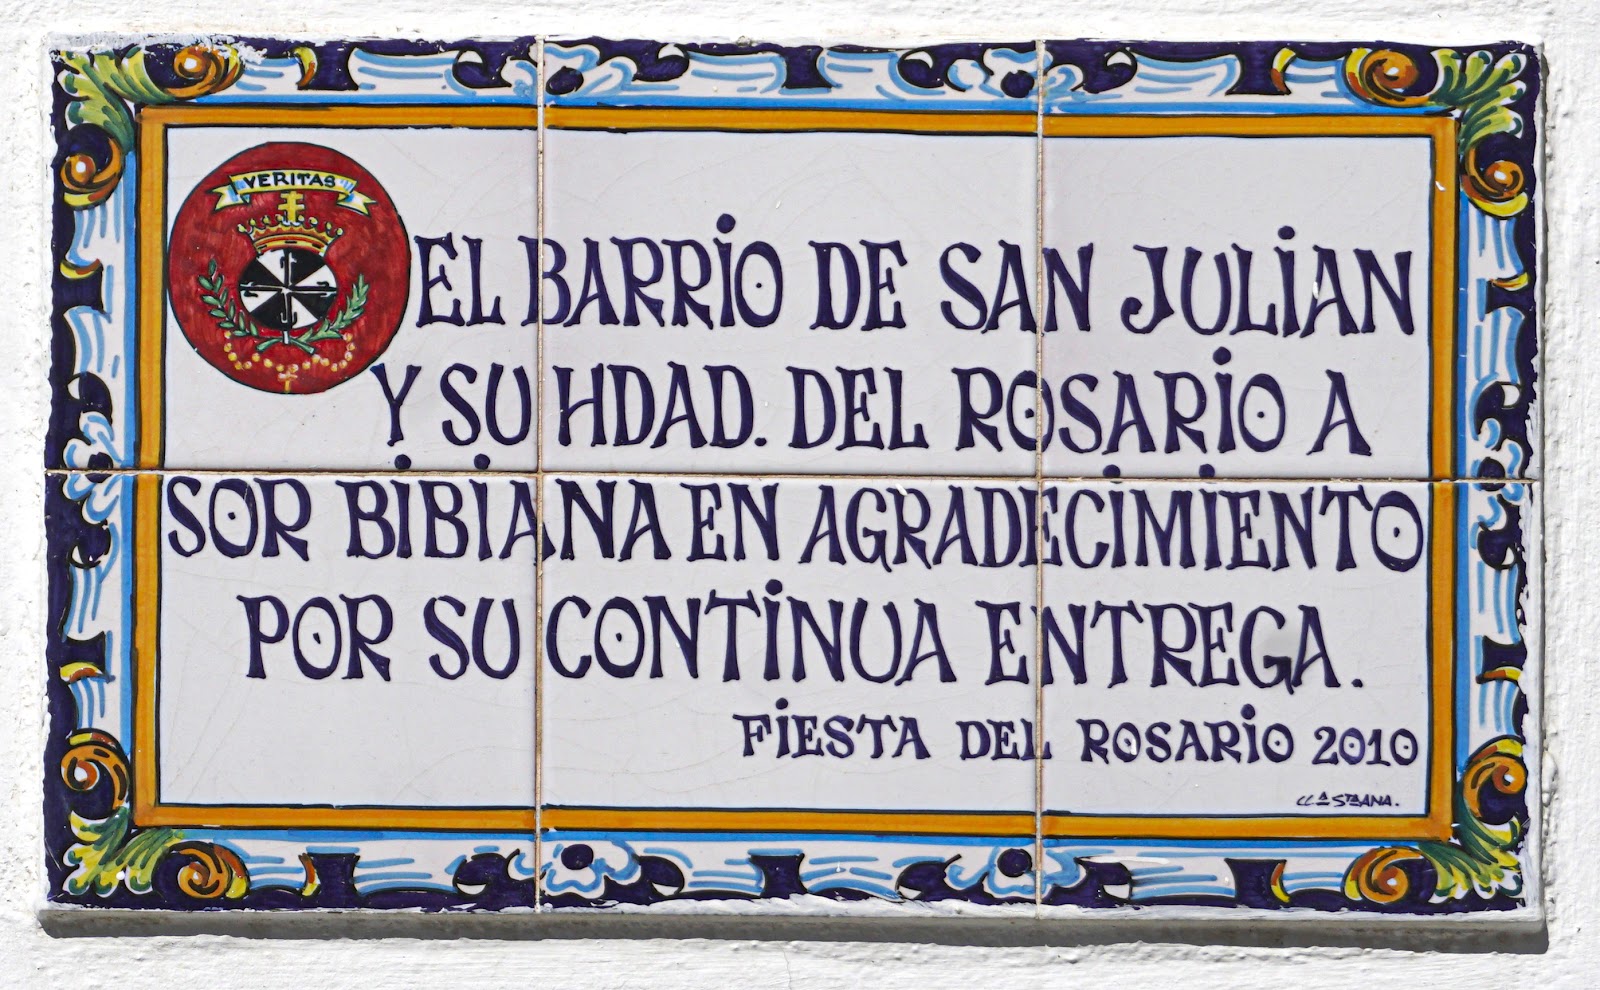 VERITAS
EL BARRIO DE SAN JULIAN
Y SU HDAD. DEL ROSARIO A
SOR BIBIANA EN AGRADECIMIENTO
POR SU CONTINUA ENTREGA.
FIESTA DEL ROSARIO 2010
STAANA.